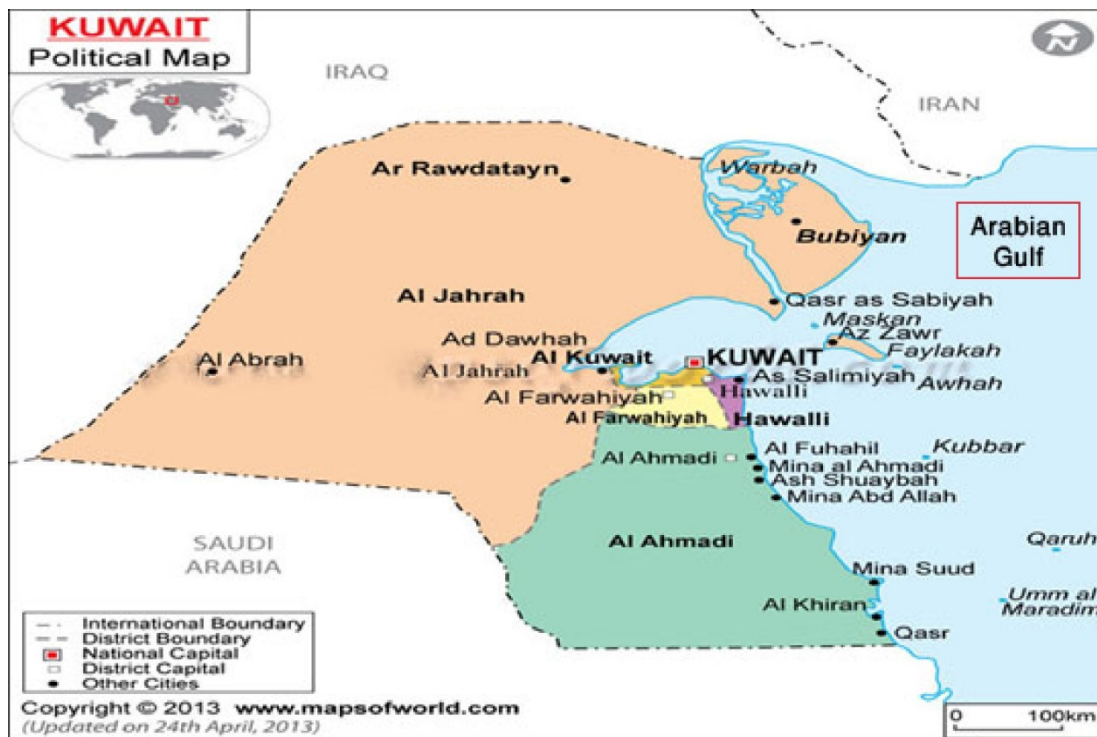 KUWAIT
Political Map
IRAQ
IRAN
N
Warbah
Ar Rawdatayn
Bubiyan
Arabian
Gulf
Al Jahrah
Qasr as Sabiyah
Maskan
Ad Dawhah
Az Zawr
Al Kuwait
KUWAIT
Faylakah
Al Abrah
Al Jahrah
As Salimiyah
Awhah
Hawalli
Al Farwahiyah
Al Farwahiyah
Hawalli
Al Fuhahil
Kubbar
Al Ahmadi
Mina al Ahmadi
Ash Shuaybah
Mina Abd Allah
SAUDI
ARABIA
Al Ahmadi
Qaruh
Mina Suud
Umm al
Maradim
Al Khiran
Qasr
International Boundary
District Boundary
National Capital
District Capital
Other Cities
Copyright © 2013 www.mapsofworld.com
(Updated on 24th April, 2013)
0 100km